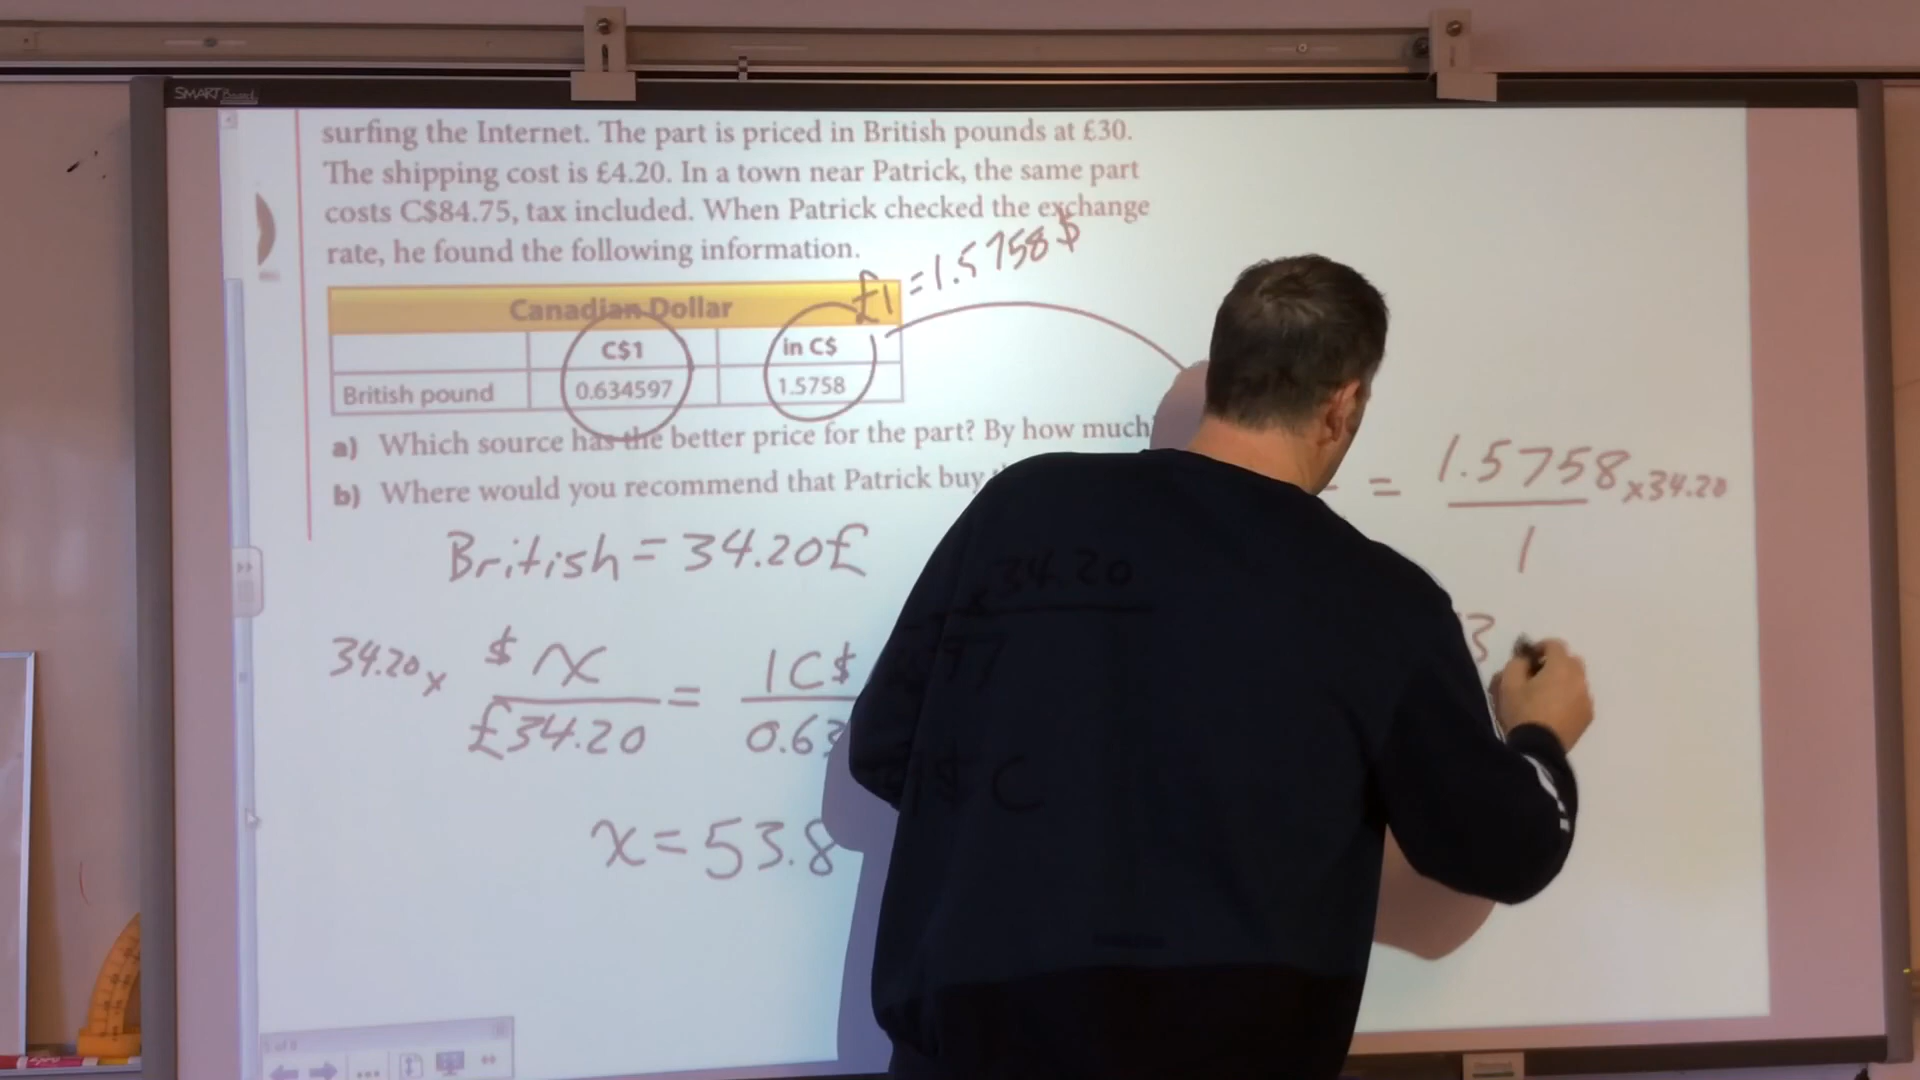 SMART Board
surfing the Internet. The part is priced in British pounds at £30.
The shipping cost is £4.20. In a town near Patrick, the same part
costs C$84.75, tax included. When Patrick checked the exchange
rate, he found the following information.
£1 = 1.5758 $
Canadian Dollar
C$1 in C$
British pound 0.634597 1.5758
a) Which source has the better price for the part? By how much
b) Where would you recommend that Patrick buy
British = 34.20£
34.20 x $ x = 1C$ x 34.20
£34.20 0.63
x = 53.8
$ C
= 1.5758 x 34.20
1
3